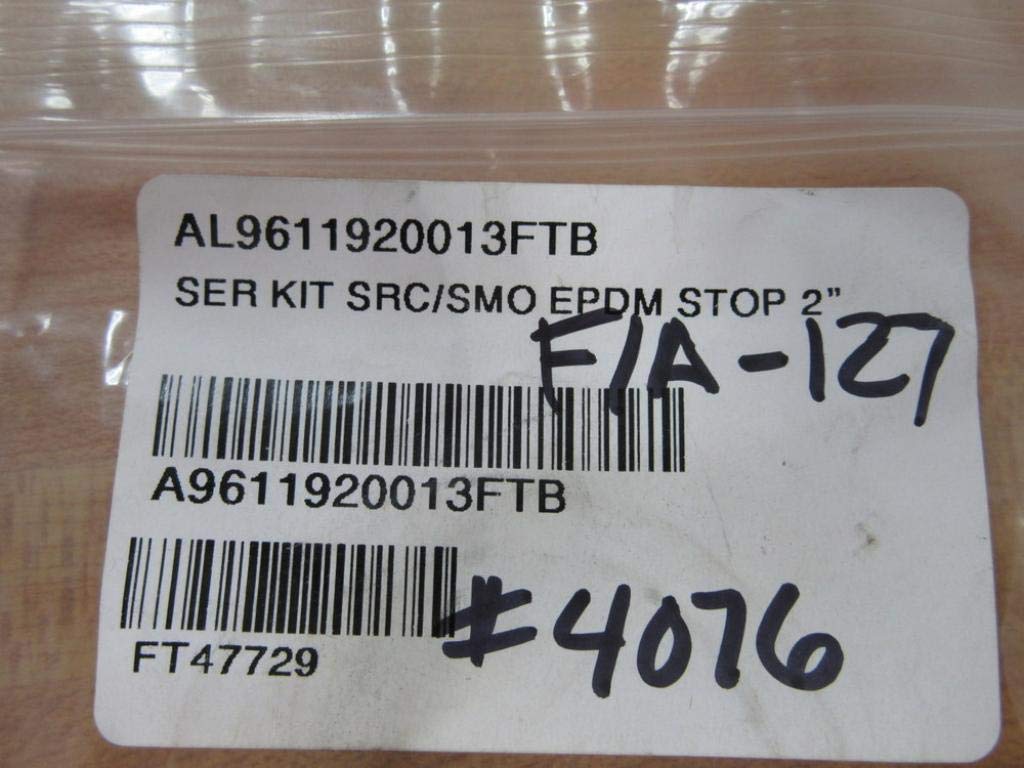 AL9611920013FTB
SER KIT SRC/SMO EPDM STOP 2”
F/A-127
A9611920013FTB
#4076
FT47729